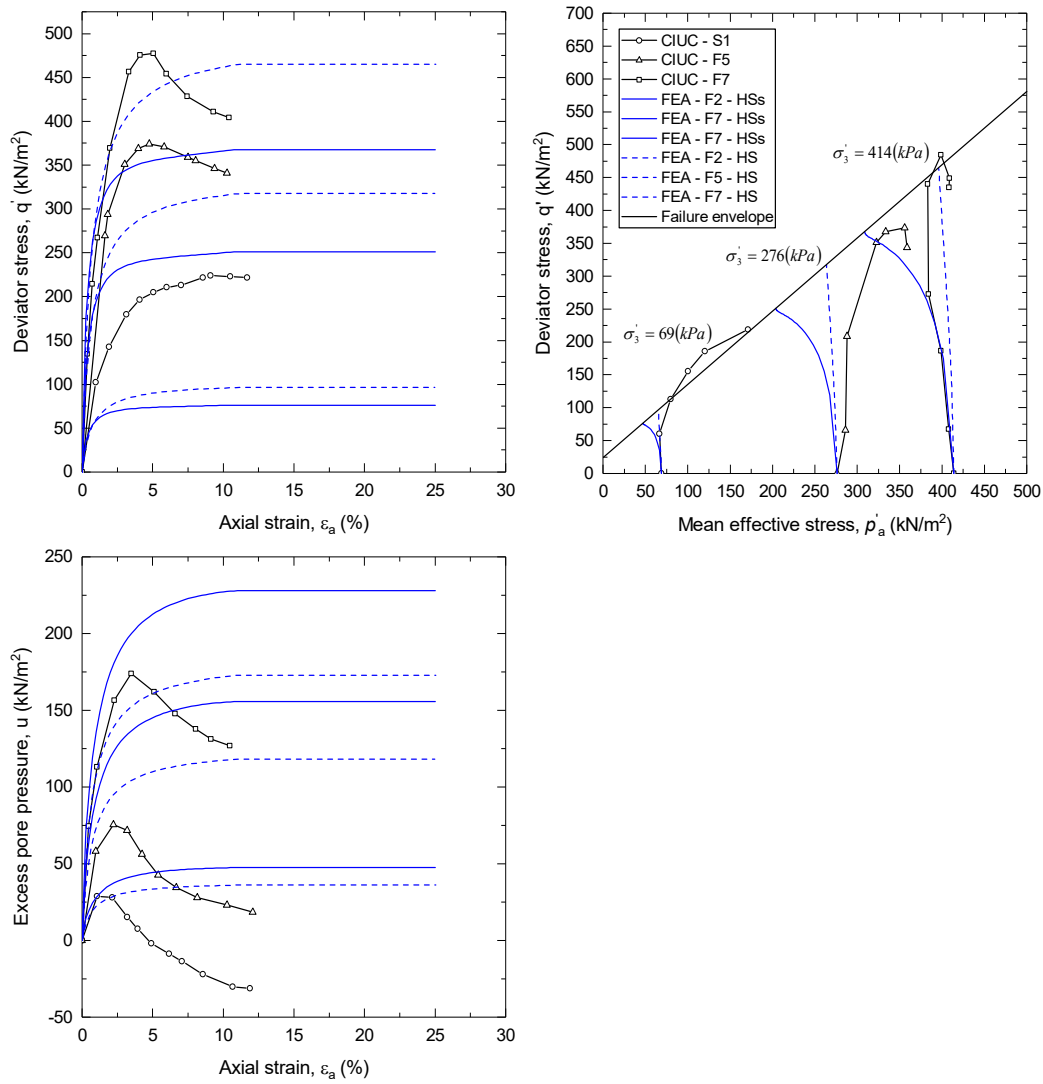 500
450
400
350
300
250
200
150
100
50
0
Deviator stress, q' (kN/m²)
0 5 10 15 20 25 30
Axial strain, εₐ (%)
700
650
600
550
500
450
400
350
300
250
200
150
100
50
0
Deviator stress, q' (kN/m²)
CIUC - S1
CIUC - F5
CIUC - F7
FEA - F2 - HSs
FEA - F7 - HSs
FEA - F7 - HSs
FEA - F2 - HS
FEA - F5 - HS
FEA - F7 - HS
Failure envelope
σ₃' = 414(kPa)
σ₃' = 276(kPa)
σ₃' = 69(kPa)
0 50 100 150 200 250 300 350 400 450 500
Mean effective stress, p'ₐ (kN/m²)
250
200
150
100
50
0
-50
Excess pore pressure, u (kN/m²)
0 5 10 15 20 25 30
Axial strain, εₐ (%)